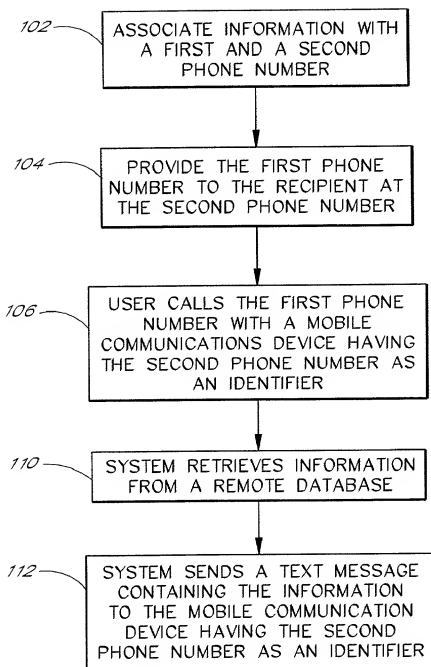 102
ASSOCIATE INFORMATION WITH
A FIRST AND A SECOND
PHONE NUMBER
104
PROVIDE THE FIRST PHONE
NUMBER TO THE RECIPIENT AT
THE SECOND PHONE NUMBER
106
USER CALLS THE FIRST PHONE
NUMBER WITH A MOBILE
COMMUNICATIONS DEVICE HAVING
THE SECOND PHONE NUMBER AS
AN IDENTIFIER
110
SYSTEM RETRIEVES INFORMATION
FROM A REMOTE DATABASE
112
SYSTEM SENDS A TEXT MESSAGE
CONTAINING THE INFORMATION
TO THE MOBILE COMMUNICATION
DEVICE HAVING THE SECOND
PHONE NUMBER AS AN IDENTIFIER